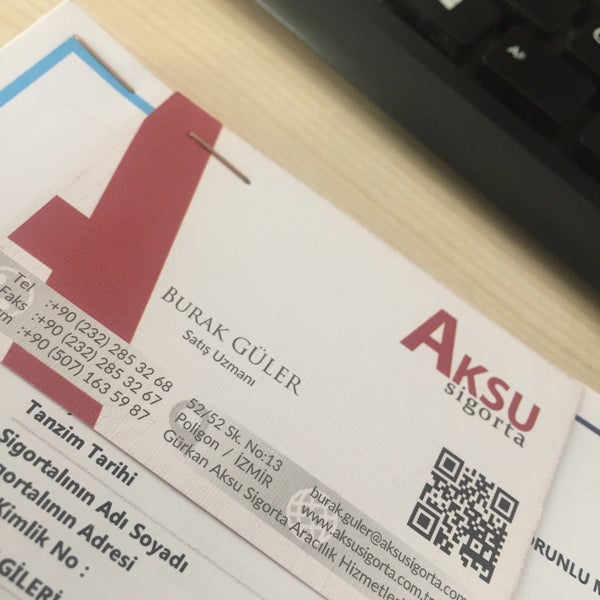 AKSU
sigorta
BURAK GÜLER
Satış Uzmanı
Tel :+90 (232) 285 32 68
Faks :+90 (232) 285 32 67
:+90 (507) 163 59 87
52/52 Sk. No:13
Poligon / İZMİR
Gürkan Aksu Sigorta Aracılık
burak.guler@aksusigorta.com
www.aksusigorta.com.tr
Tanzim Tarihi
Sigortalının Adı Soyadı
Adresi
Kimlik No :